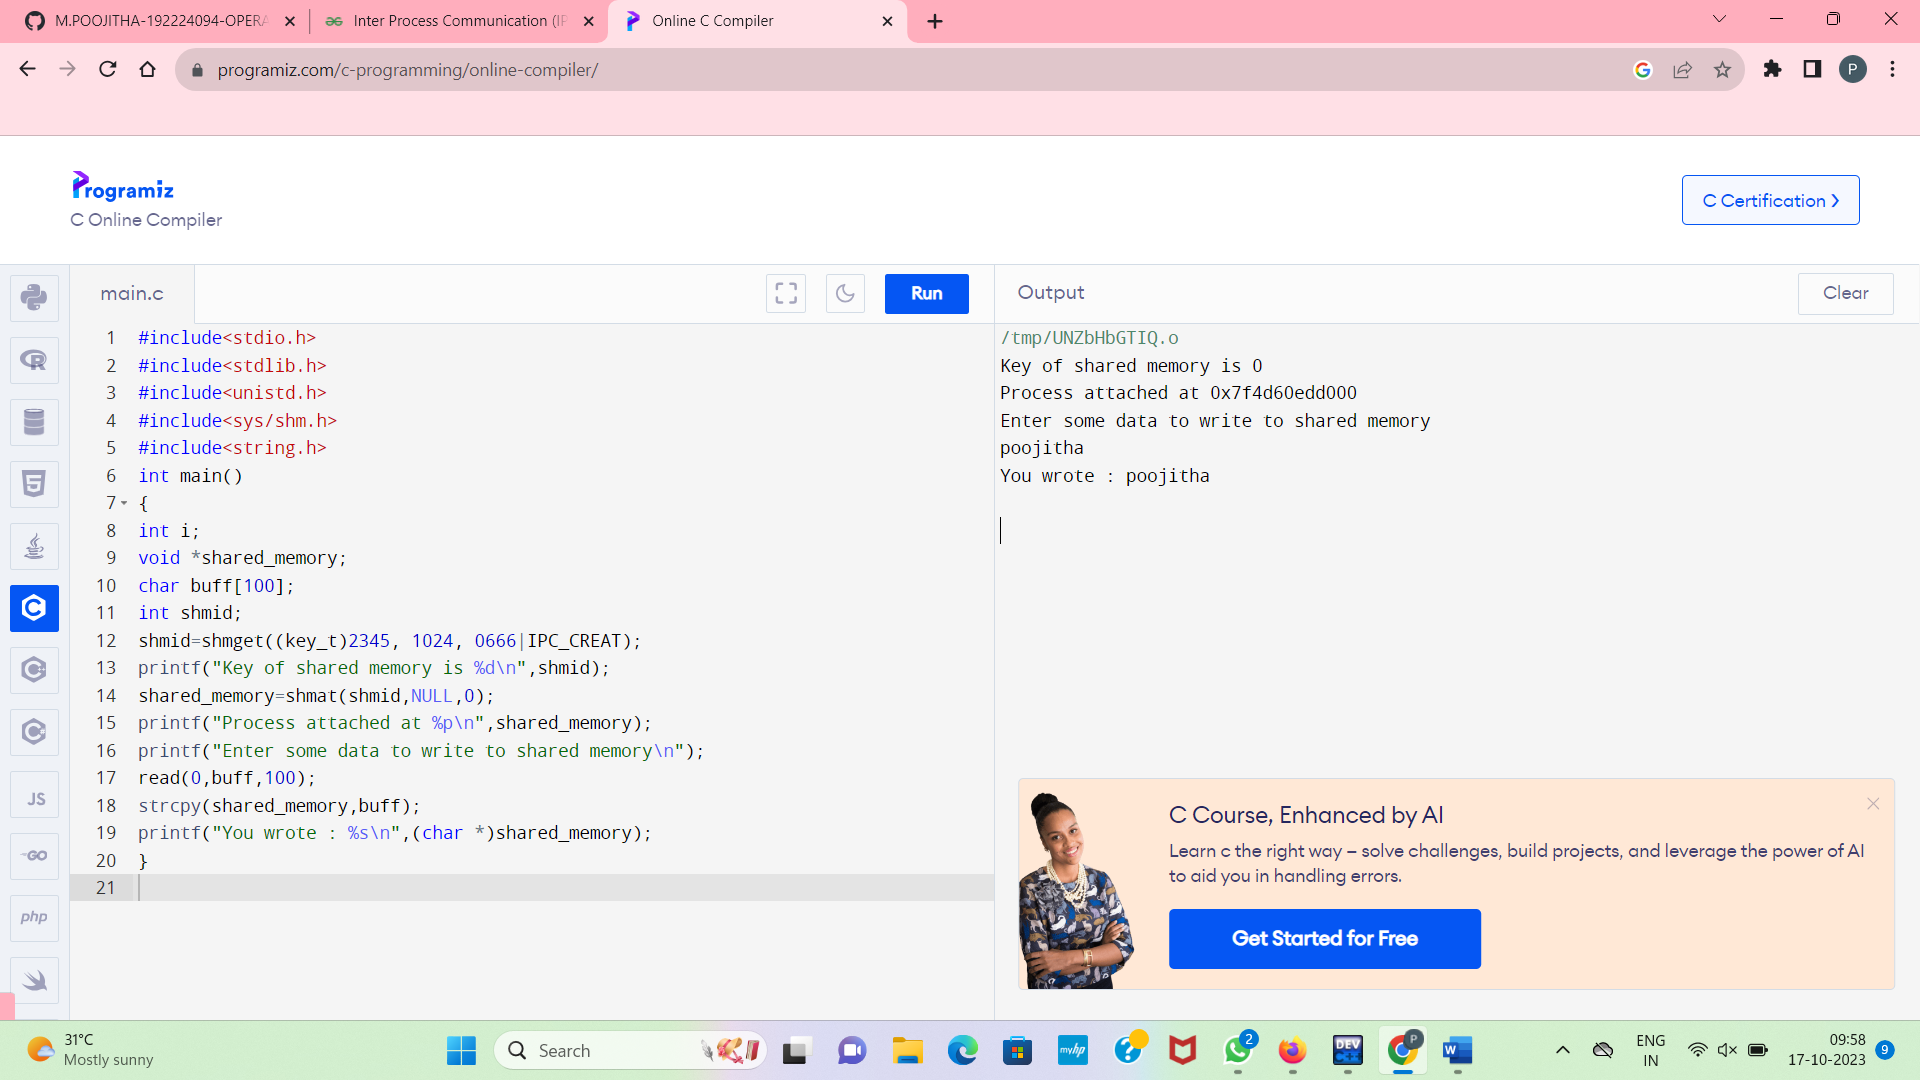 M.POOJITHA-192224094-OPERA
Inter Process Communication (IP
Online C Compiler
programiz.com/c-programming/online-compiler/
P
Programiz
C Online Compiler
C Certification
main.c
Run
Output
Clear
1 #include<stdio.h>
2 #include<stdlib.h>
3 #include<unistd.h>
4 #include<sys/shm.h>
5 #include<string.h>
6 int main()
7 {
8 int i;
9 void *shared_memory;
10 char buff[100];
11 int shmid;
12 shmid=shmget((key_t)2345, 1024, 0666|IPC_CREAT);
13 printf("Key of shared memory is %d\n",shmid);
14 shared_memory=shmat(shmid,NULL,0);
15 printf("Process attached at %p\n",shared_memory);
16 printf("Enter some data to write to shared memory\n");
17 read(0,buff,100);
18 strcpy(shared_memory,buff);
19 printf("You wrote : %s\n",(char *)shared_memory);
20 }
21
/tmp/UNZbHbGTIQ.o
Key of shared memory is 0
Process attached at 0x7f4d60edd000
Enter some data to write to shared memory
poojitha
You wrote : poojitha
R
5
C
C
C
JS
GO
php
C Course, Enhanced by AI
Learn c the right way – solve challenges, build projects, and leverage the power of AI
to aid you in handling errors.
Get Started for Free
31°C
Mostly sunny
Search
myhp
2
DEV
C++
P
W
ENG
IN
09:58
17-10-2023
9